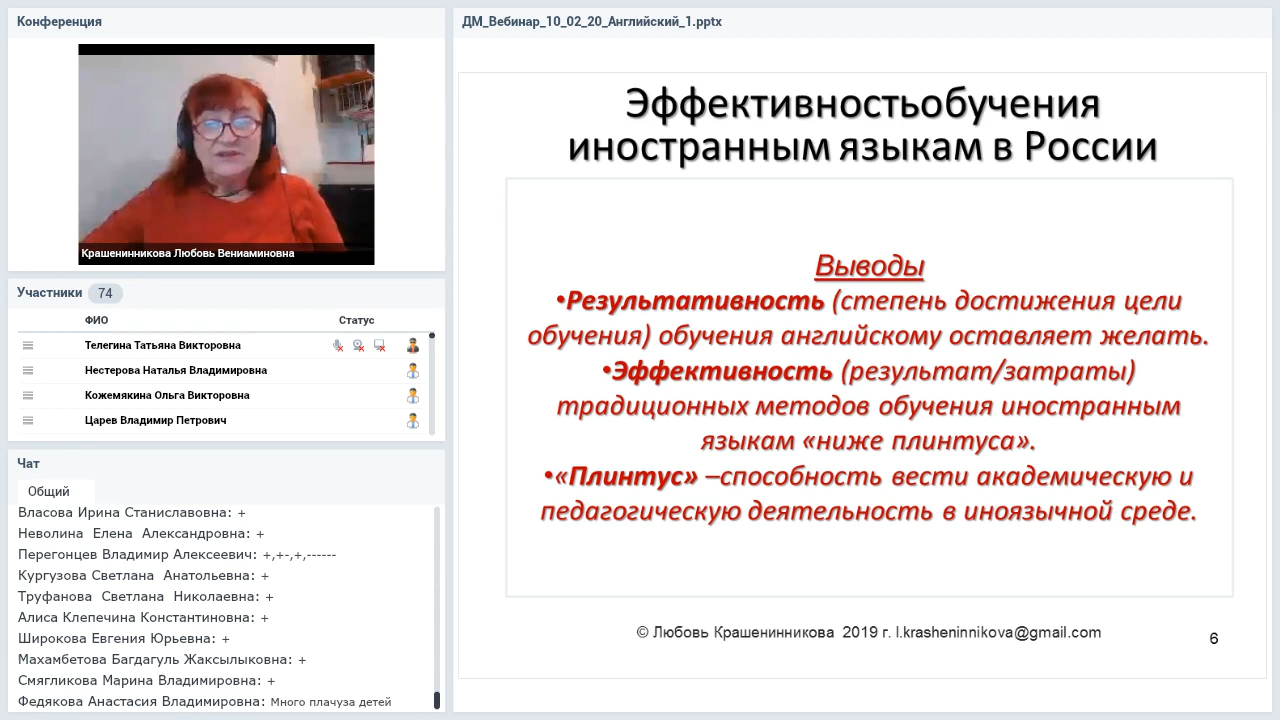 Конференция
Крашенинникова Любовь Вениаминовна
Участники 74
ФИО Статус
Телегина Татьяна Викторовна
Нестерова Наталья Владимировна
Кожемякина Ольга Викторовна
Царев Владимир Петрович
Чат
Общий
Власова Ирина Станиславовна: +
Неволина Елена Александровна: +
Перегонцев Владимир Алексеевич: +,+-,+,------
Кургузова Светлана Анатольевна: +
Труфанова Светлана Николаевна: +
Алиса Клепечина Константиновна: +
Широкова Евгения Юрьевна: +
Махамбетова Багдагуль Жаксылыковна: +
Смягликова Марина Владимировна: +
Федякова Анастасия Владимировна: Много плачуза детей
ДМ_Вебинар_10_02_20_Английский_1.pptx
Эффективностьобучения
иностранным языкам в России
Выводы
•Результативность (степень достижения цели
обучения) обучения английскому оставляет желать.
•Эффективность (результат/затраты)
традиционных методов обучения иностранным
языкам «ниже плинтуса».
•«Плинтус» –способность вести академическую и
педагогическую деятельность в иноязычной среде.
© Любовь Крашенинникова 2019 г. l.krasheninnikova@gmail.com
6